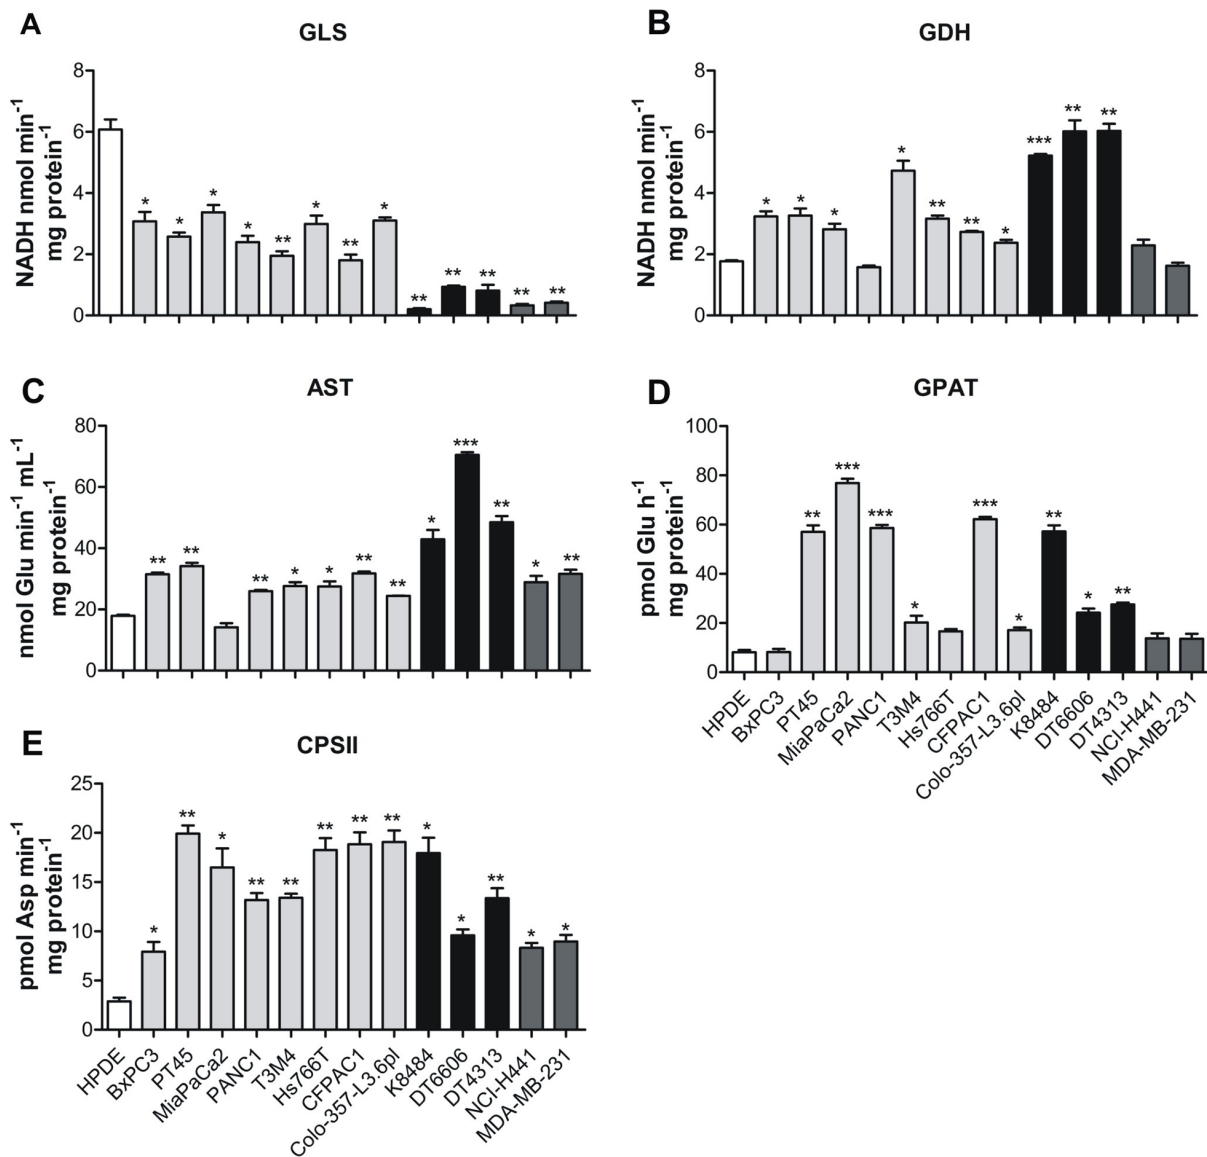 A
GLS
NADH nmol min⁻¹
mg protein⁻¹
8
6
4
2
0
* * * * ** * ** * ** ** ** ** **
B
GDH
NADH nmol min⁻¹
mg protein⁻¹
8
6
4
2
0
* * * * ** ** * *** ** **
C
AST
nmol Glu min⁻¹ mL⁻¹
mg protein⁻¹
80
60
40
20
0
** ** ** * * ** ** * *** ** * **
D
GPAT
pmol Glu h⁻¹
mg protein⁻¹
100
80
60
40
20
0
** *** *** * *** * ** * **
HPDE
BxPC3
PT45
MiaPaCa2
PANC1
T3M4
Hs766T
CFPAC1
Colo-357-L3.6pl
K8484
DT6606
DT4313
NCI-H441
MDA-MB-231
E
CPSII
pmol Asp min⁻¹
mg protein⁻¹
25
20
15
10
5
0
* ** * ** ** ** ** ** * * ** * *
HPDE
BxPC3
PT45
MiaPaCa2
PANC1
T3M4
Hs766T
CFPAC1
Colo-357-L3.6pl
K8484
DT6606
DT4313
NCI-H441
MDA-MB-231